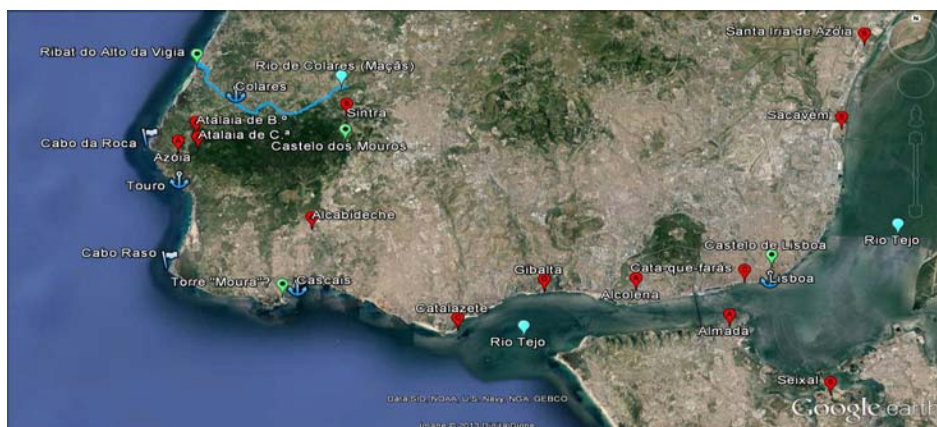 N
Santa Iria de Azóia
Ribat do Alto da Vigia
Rio de Colares (Maçãs)
Colares
Sintra
Atalaia de B.º
Sacavém
Atalaia de C.ª
Cabo da Roca
Castelo dos Mouros
Azóia
Touro
Alcabideche
Rio Tejo
Castelo de Lisboa
Cabo Raso
Gibalta
Cata-que-farás
Torre "Moura"?
Cascais
Alcolena
Lisboa
Catalazete
Almada
Rio Tejo
Seixal
Data SIO, NOAA, U.S. Navy, NGA, GEBCO
Google earth
Image © 2013 DigitalGlobe